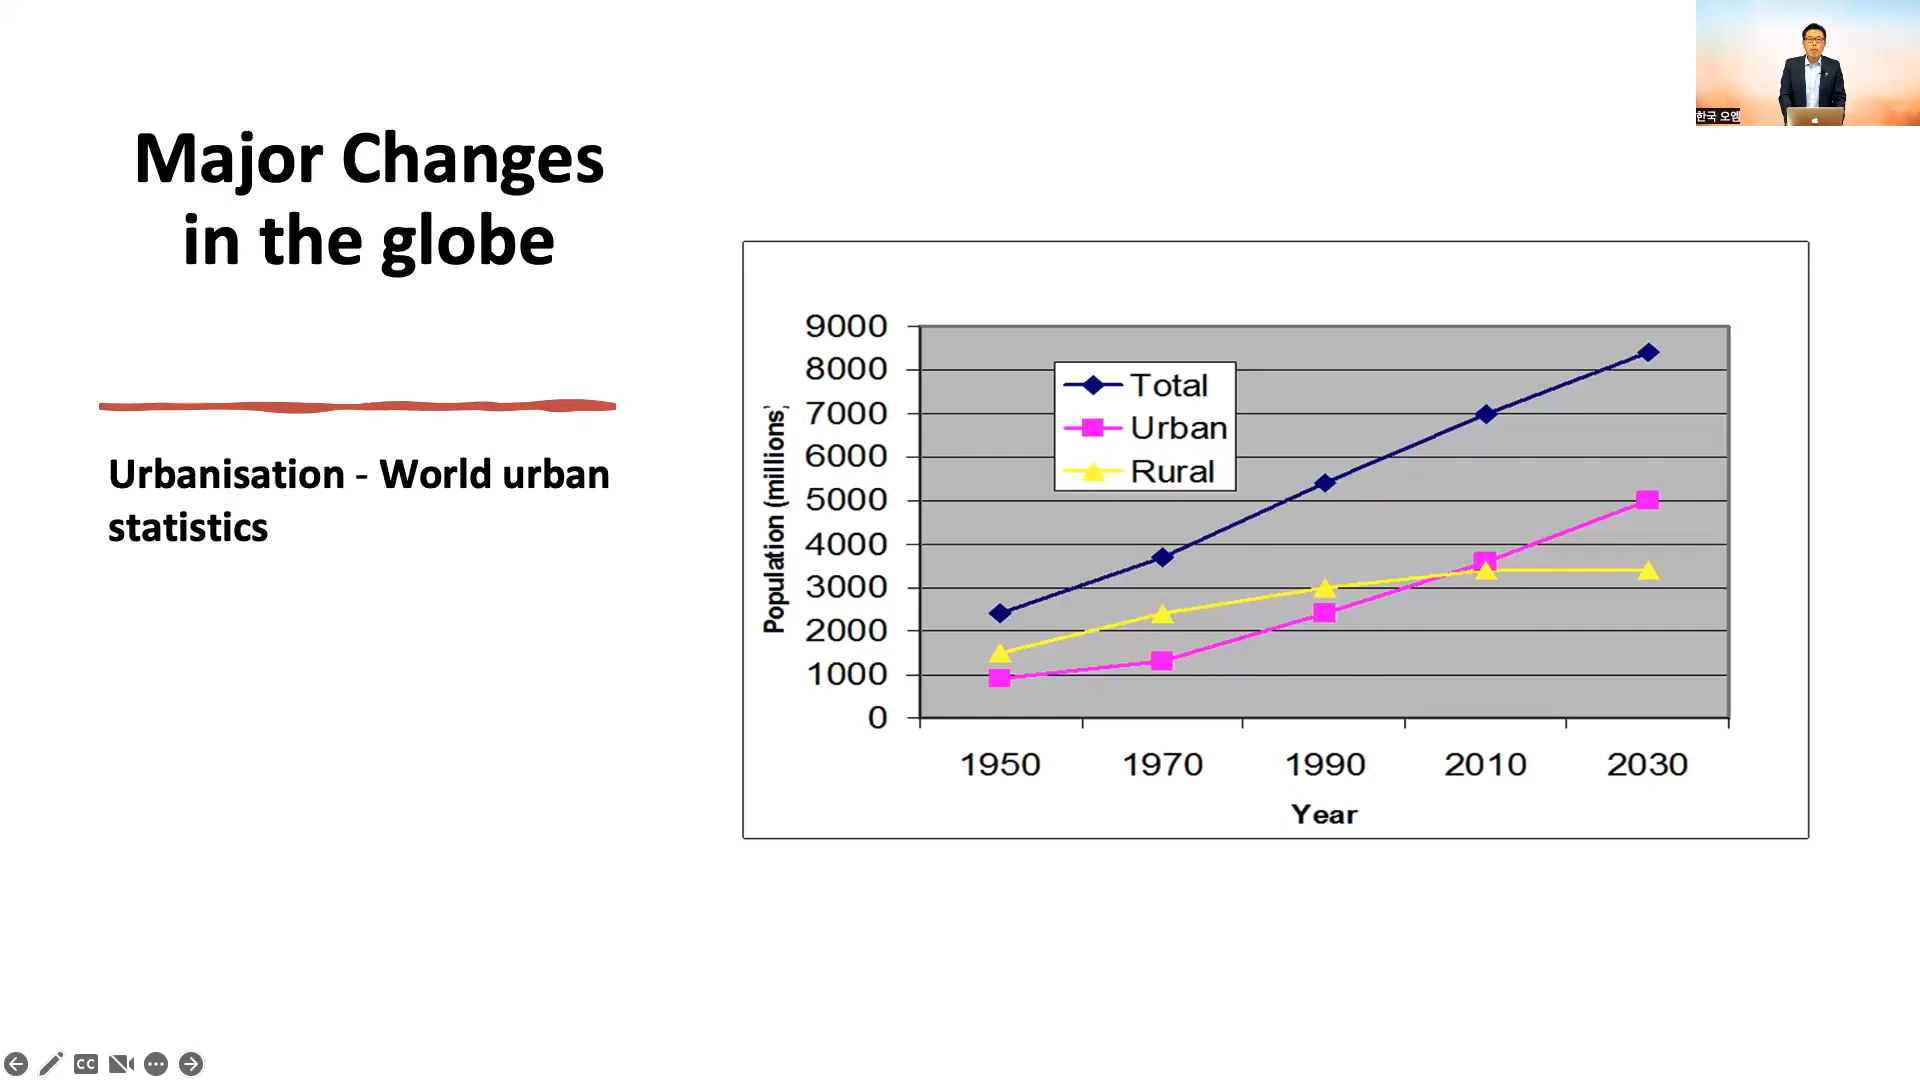 Major Changes
in the globe
Urbanisation - World urban
statistics
한국 오엠
9000
8000
7000
6000
5000
4000
3000
2000
1000
0
Population (millions)
Total
Urban
Rural
1950 1970 1990 2010 2030
Year
CC